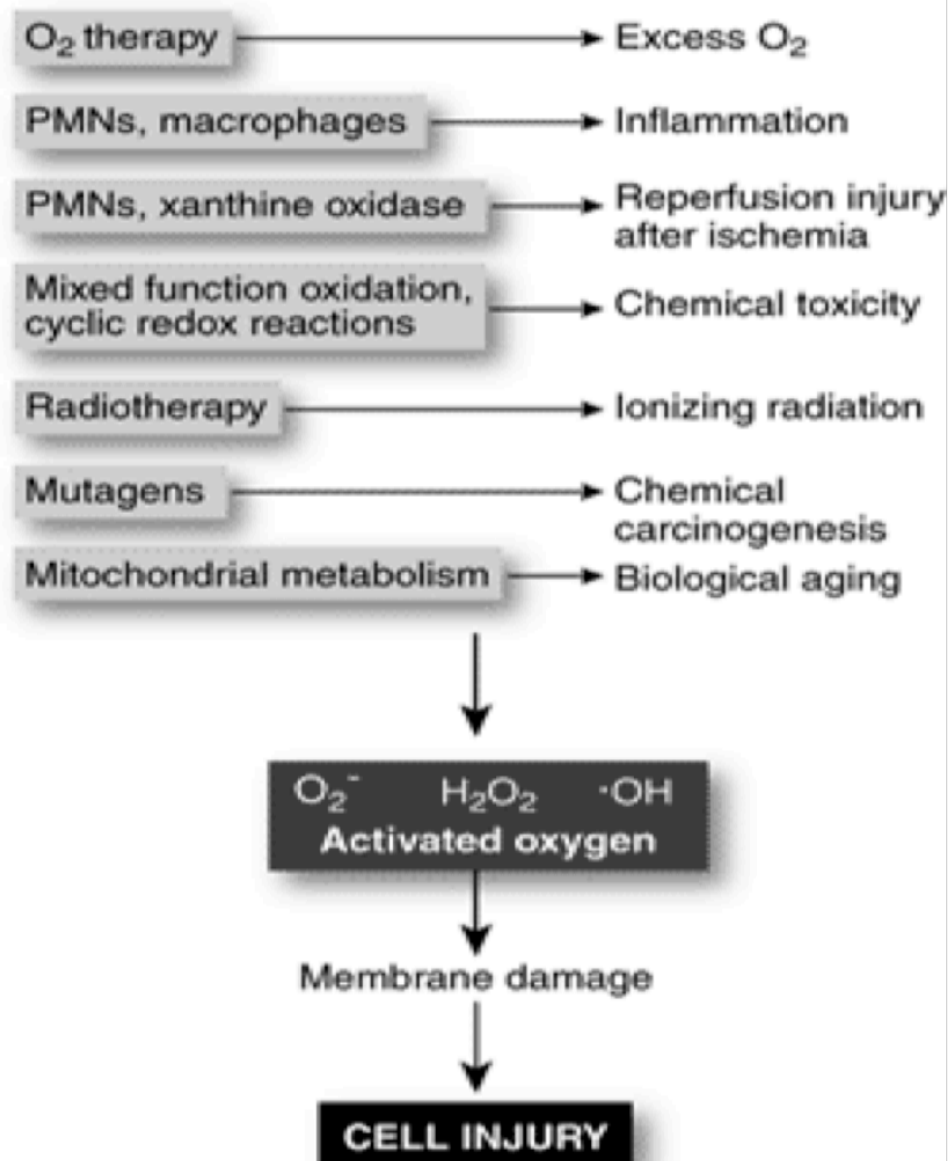 O₂ therapy Excess O₂
PMNs, macrophages Inflammation
PMNs, xanthine oxidase Reperfusion injury
after ischemia
Mixed function oxidation,
cyclic redox reactions Chemical toxicity
Radiotherapy Ionizing radiation
Mutagens Chemical
carcinogenesis
Mitochondrial metabolism Biological aging
O₂⁻ H₂O₂ ·OH
Activated oxygen
Membrane damage
CELL INJURY